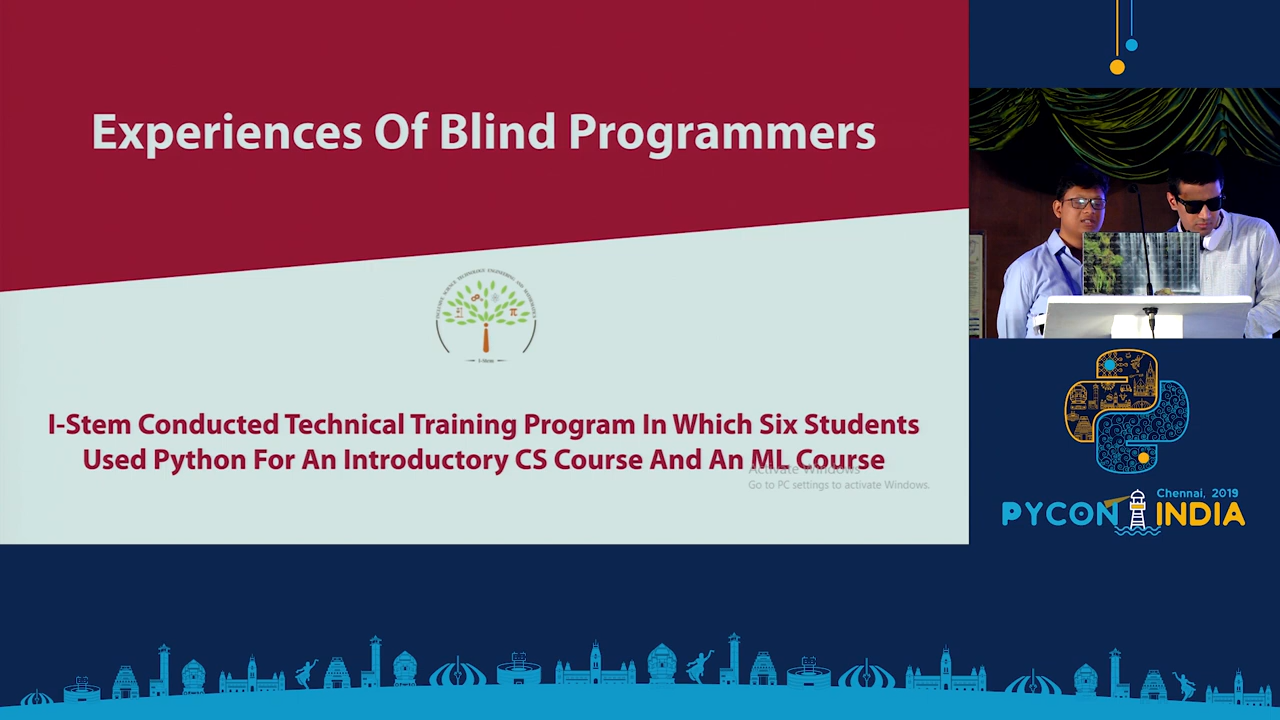 Experiences Of Blind Programmers
I-Stem Conducted Technical Training Program In Which Six Students
Used Python For An Introductory CS Course And An ML Course
Activate Windows
Go to PC settings to activate Windows.
Chennai, 2019
PYCON INDIA